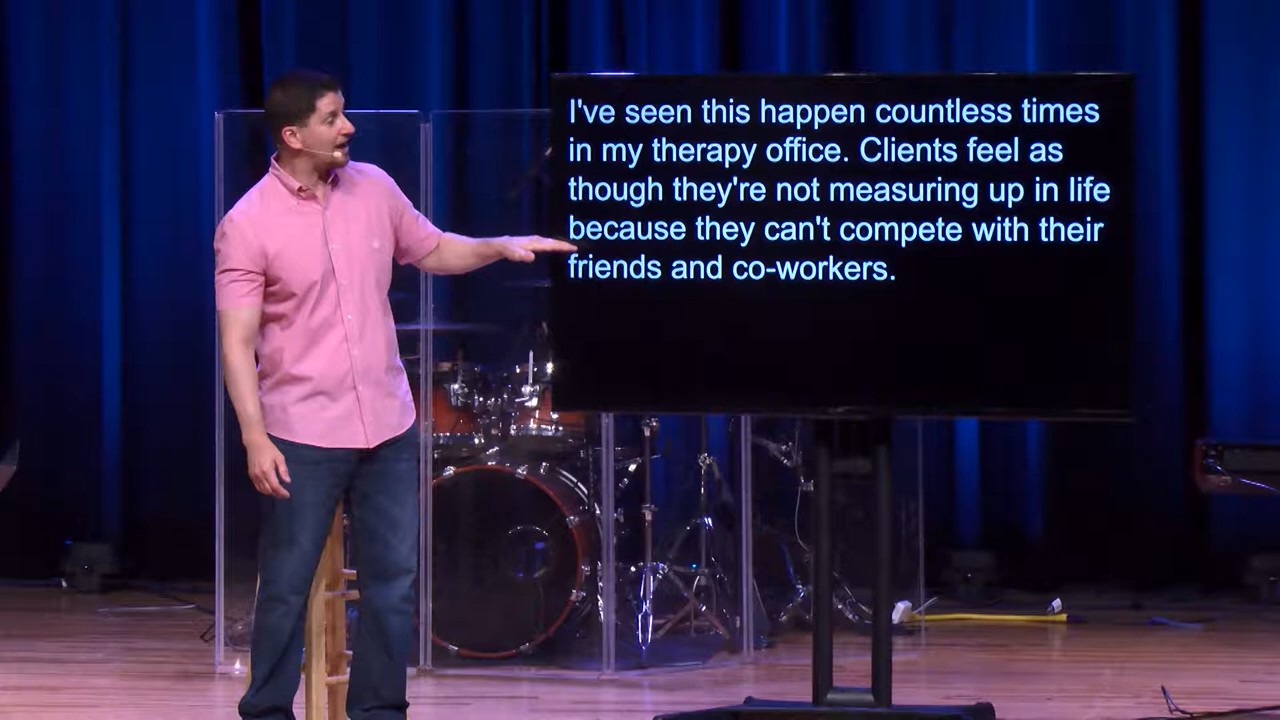 I've seen this happen countless times
in my therapy office. Clients feel as
though they're not measuring up in life
because they can't compete with their
friends and co-workers.